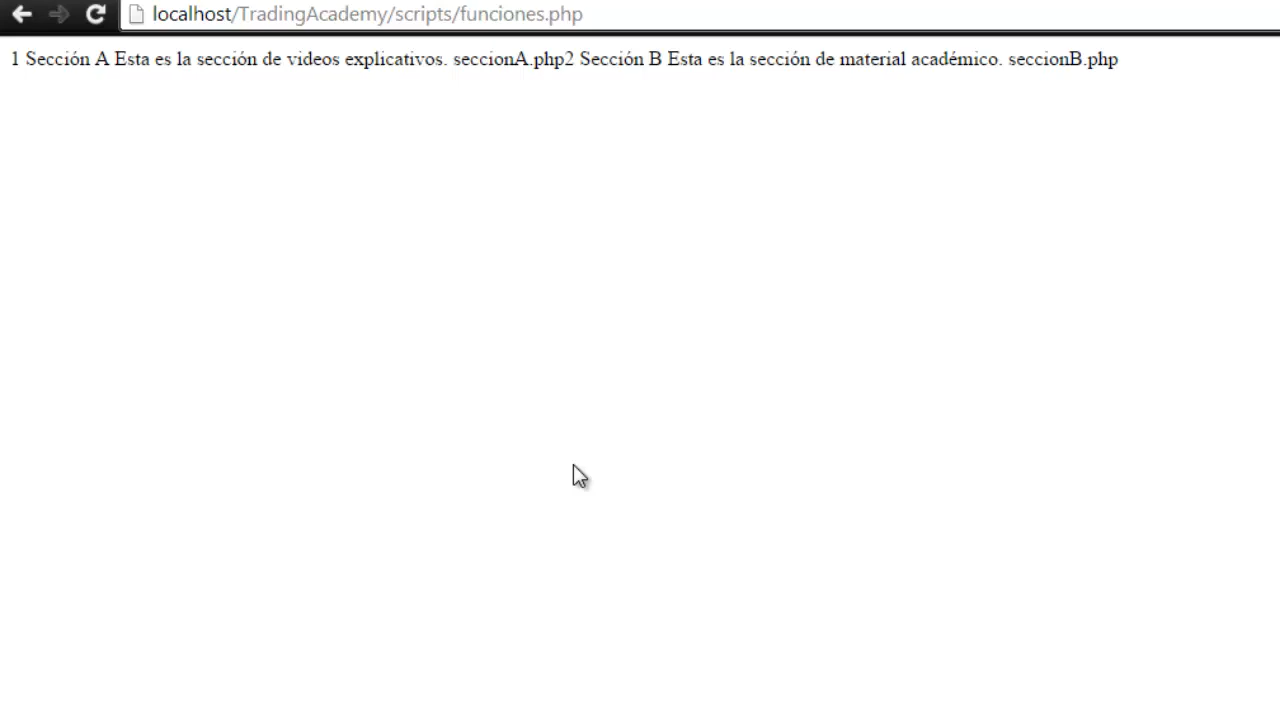 localhost/TradingAcademy/scripts/funciones.php
1 Sección A Esta es la sección de videos explicativos. seccionA.php2 Sección B Esta es la sección de material académico. seccionB.php